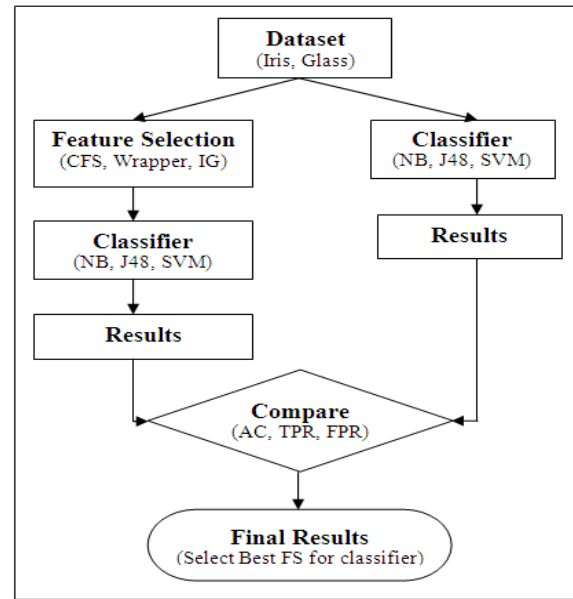 Dataset
(Iris, Glass)
Feature Selection
(CFS, Wrapper, IG)
Classifier
(NB, J48, SVM)
Classifier
(NB, J48, SVM)
Results
Results
Compare
(AC, TPR, FPR)
Final Results
(Select Best FS for classifier)